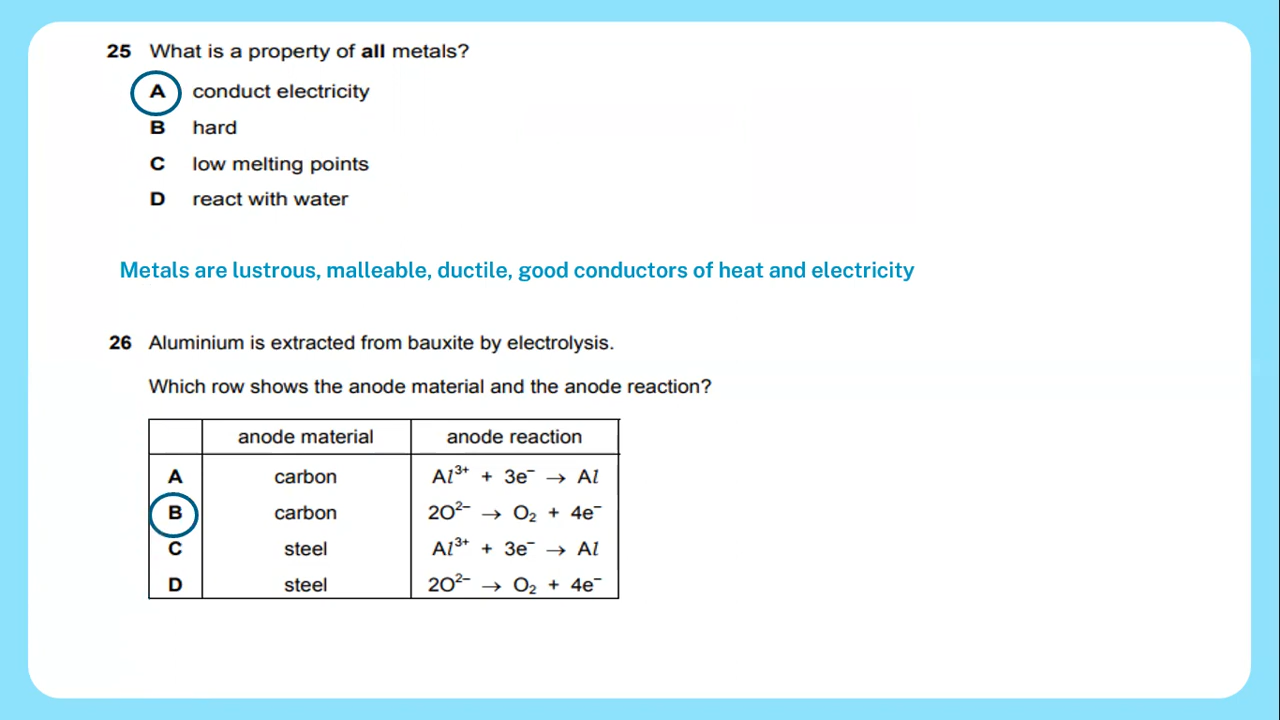 25 What is a property of all metals?
A conduct electricity
B hard
C low melting points
D react with water
Metals are lustrous, malleable, ductile, good conductors of heat and electricity
26 Aluminium is extracted from bauxite by electrolysis.
Which row shows the anode material and the anode reaction?
anode material anode reaction
A carbon Al³⁺ + 3e⁻ → Al
B carbon 2O²⁻ → O₂ + 4e⁻
C steel Al³⁺ + 3e⁻ → Al
D steel 2O²⁻ → O₂ + 4e⁻